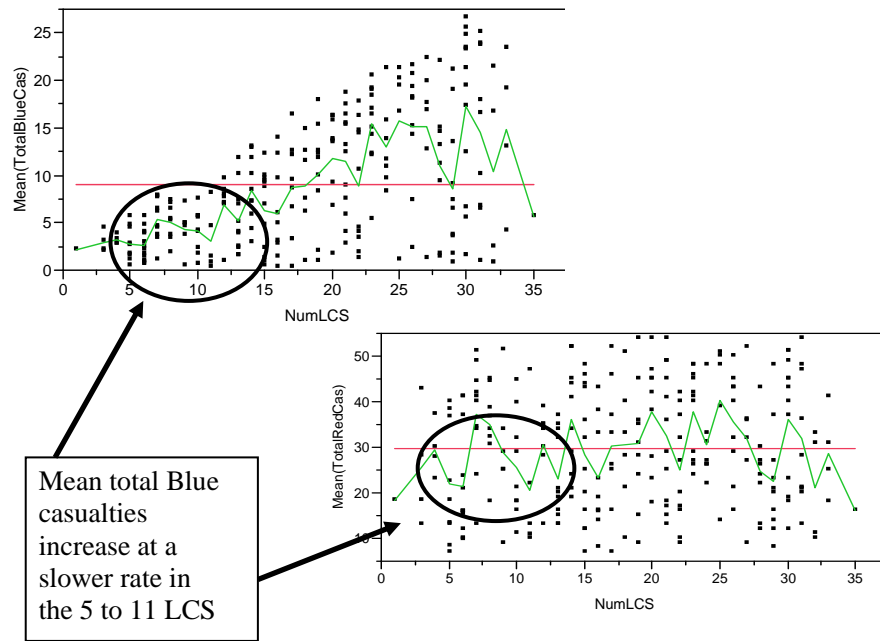 25
20
15
10
5
0
Mean(TotalBlueCas)
0 5 10 15 20 25 30 35
NumLCS
50
40
30
20
10
Mean(TotalRedCas)
0 5 10 15 20 25 30 35
NumLCS
Mean total Blue
casualties
increase at a
slower rate in
the 5 to 11 LCS